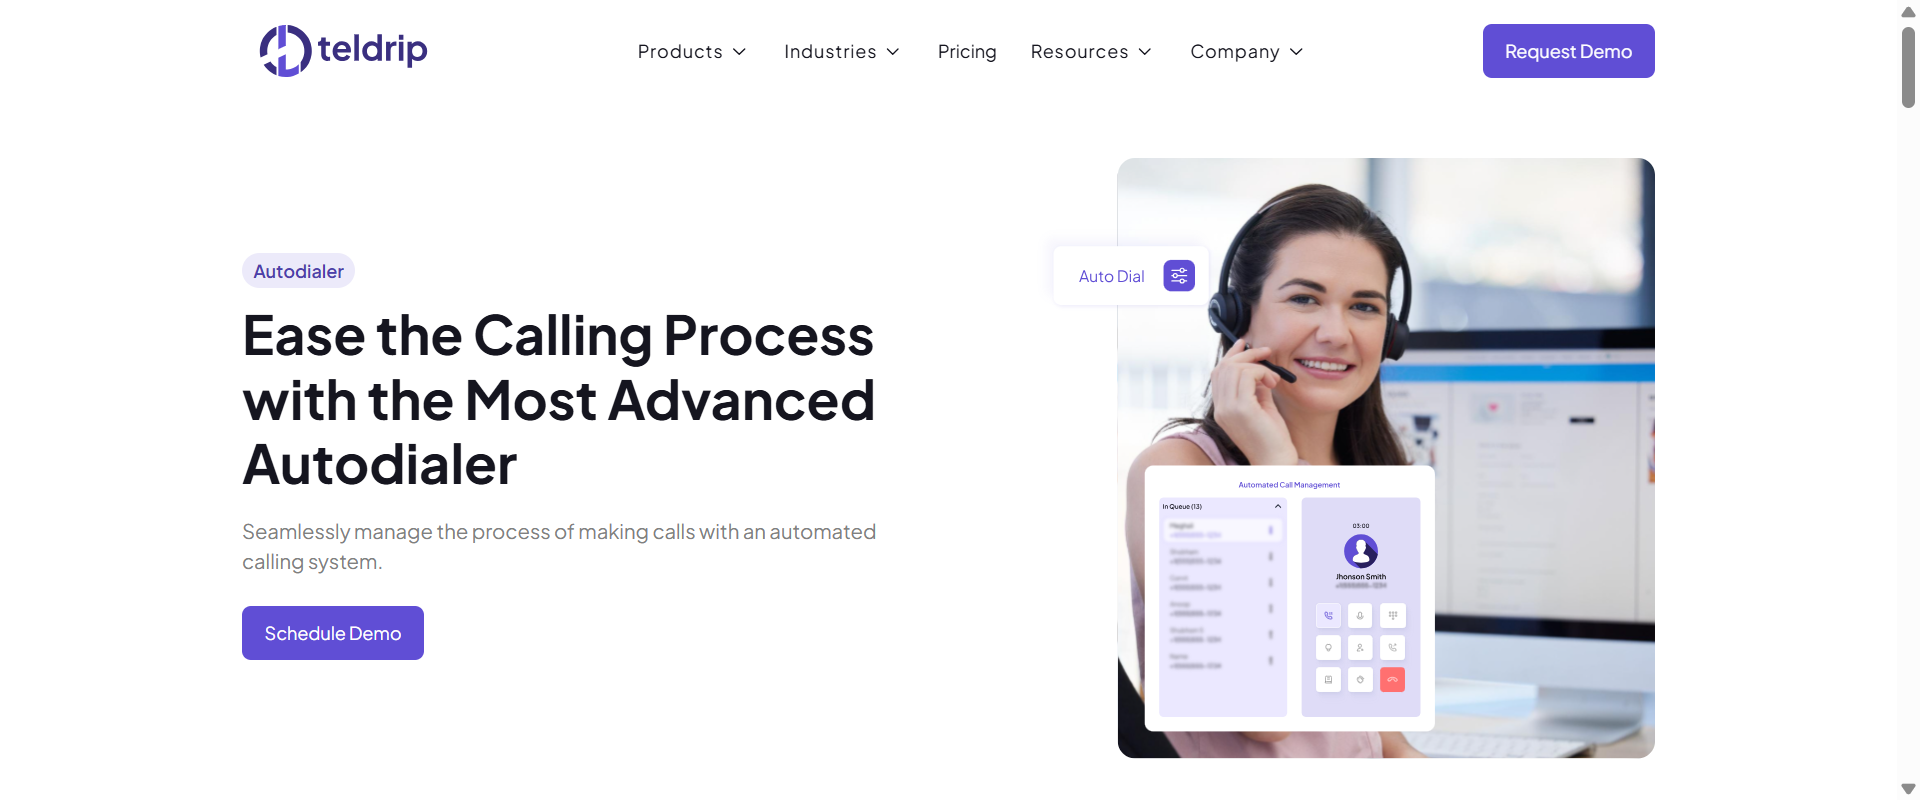 teldrip
Products
Industries
Pricing
Resources
Company
Request Demo
Autodialer
Ease the Calling Process
with the Most Advanced
Autodialer
Seamlessly manage the process of making calls with an automated
calling system.
Schedule Demo
Auto Dial
Automated Call Management
In Queue (13)
03:00
Jhonson Smith